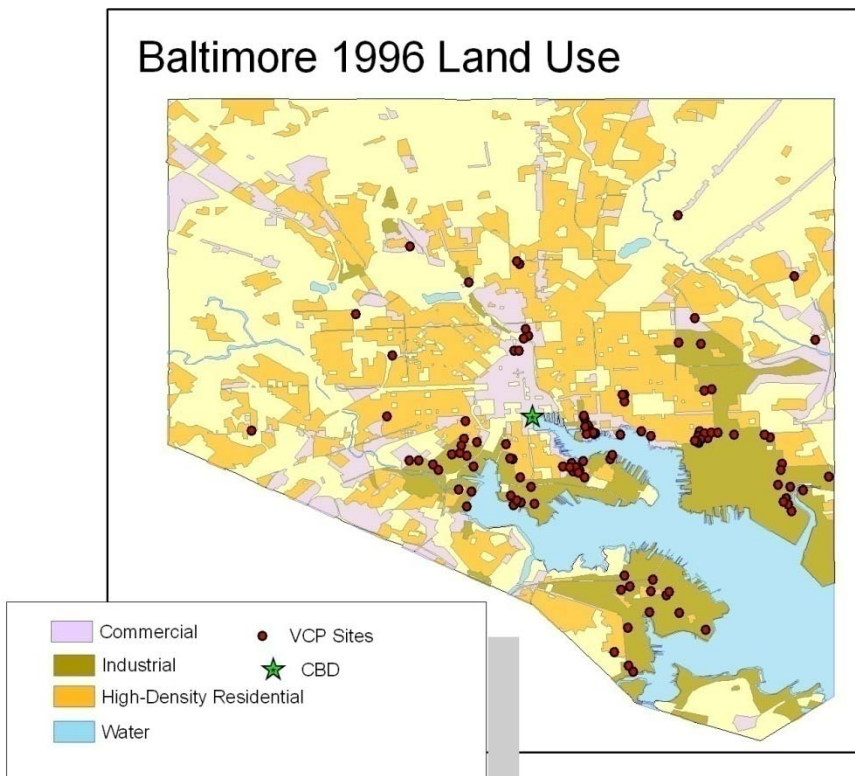 Baltimore 1996 Land Use
Commercial
VCP Sites
Industrial
CBD
High-Density Residential
Water